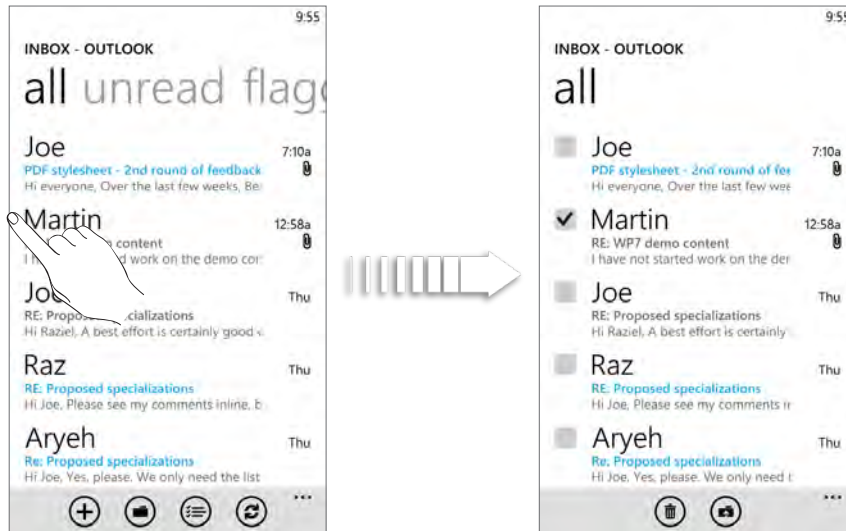 9:55
INBOX - OUTLOOK
all unread flagg
Joe 7:10a
PDF stylesheet - 2nd round of feedback
Hi everyone, Over the last few weeks, Be
Martin 12:58a
content
I h d work on the demo con
Joe Thu
RE: Propo cializations
Hi Raziel, A best effort is certainly good
Raz Thu
RE: Proposed specializations
Hi Joe, Please see my comments inline, b
Aryeh Thu
Re: Proposed specializations
Hi Joe, Yes, please. We only need the list
9:55
INBOX - OUTLOOK
all
Joe 7:10a
PDF stylesheet - 2nd round of fee
Hi everyone, Over the last few wee
Martin 12:58a
RE: WP7 demo content
I have not started work on the der
Joe Thu
RE: Proposed specializations
Hi Raziel, A best effort is certainly
Raz Thu
RE: Proposed specializations
Hi Joe, Please see my comments ir
Aryeh Thu
Re: Proposed specializations
Hi Joe, Yes, please. We only need t